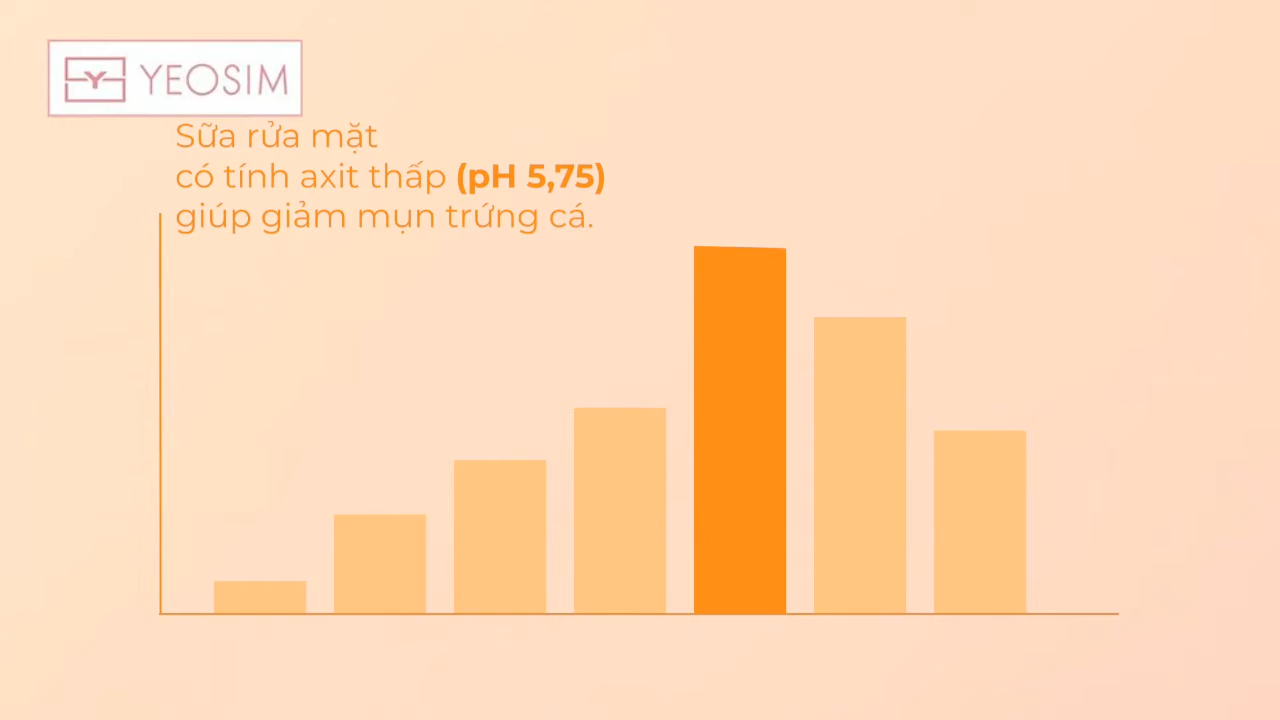 YEOSIM
Sữa rửa mặt
có tính axit thấp (pH 5,75)
giúp giảm mụn trứng cá.